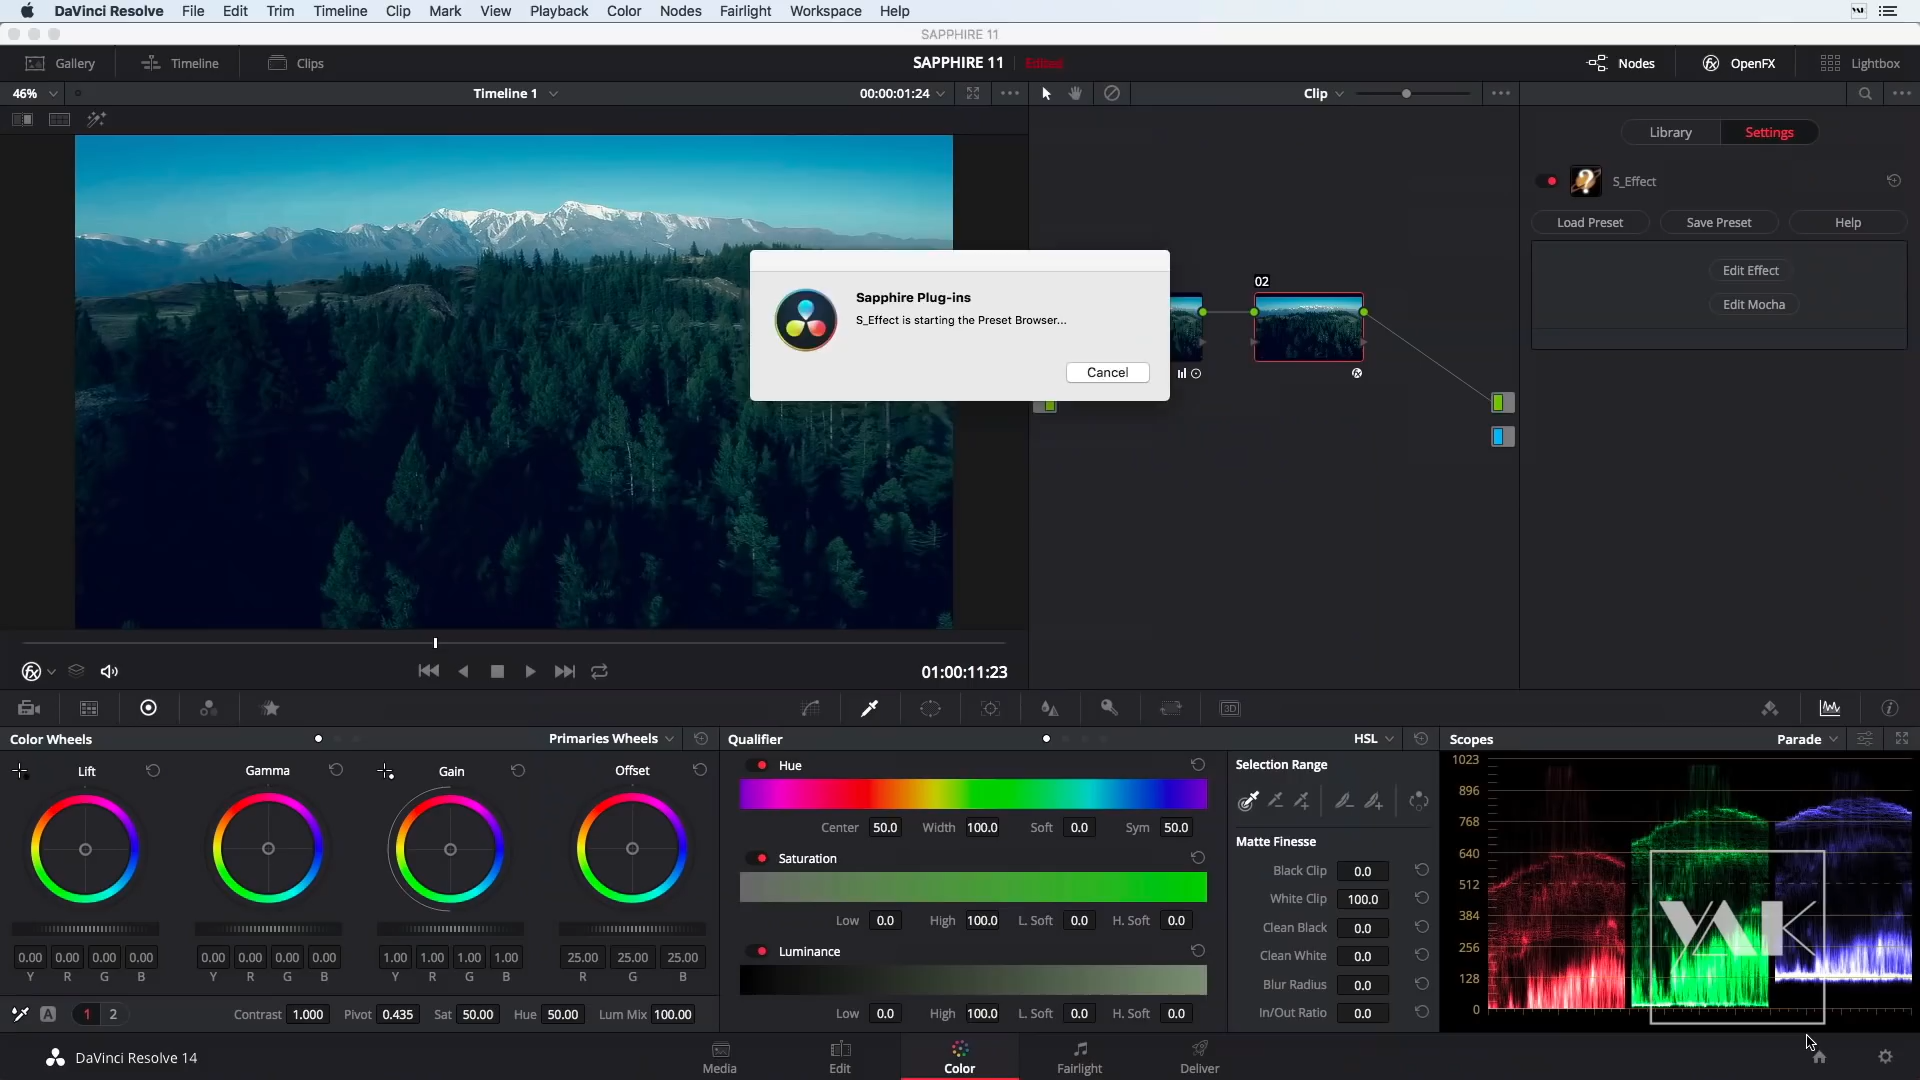 DaVinci Resolve File Edit Trim Timeline Clip Mark View Playback Color Nodes Fairlight Workspace Help
SAPPHIRE 11
Gallery Timeline Clips SAPPHIRE 11 Edited Nodes OpenFX Lightbox
46% Timeline 1 00:00:01:24 Clip
Library Settings
S_Effect
Load Preset Save Preset Help
Edit Effect
Edit Mocha
Sapphire Plug-ins
S_Effect is starting the Preset Browser...
Cancel
02
01:00:11:23
3D
Color Wheels Primaries Wheels Qualifier HSL Scopes Parade
Lift Gamma Gain Offset
0.00 0.00 0.00 0.00 0.00 0.00 0.00 0.00 1.00 1.00 1.00 1.00 25.00 25.00 25.00
Y R G B Y R G B Y R G B R G B
A 1 2 Contrast 1.000 Pivot 0.435 Sat 50.00 Hue 50.00 Lum Mix 100.00
Hue
Center 50.0 Width 100.0 Soft 0.0 Sym 50.0
Saturation
Low 0.0 High 100.0 L. Soft 0.0 H. Soft 0.0
Luminance
Low 0.0 High 100.0 L. Soft 0.0 H. Soft 0.0
Selection Range
Matte Finesse
Black Clip 0.0
White Clip 100.0
Clean Black 0.0
Clean White 0.0
Blur Radius 0.0
In/Out Ratio 0.0
1023
896
768
640
512
384
256
128
0
DaVinci Resolve 14 Media Edit Color Fairlight Deliver